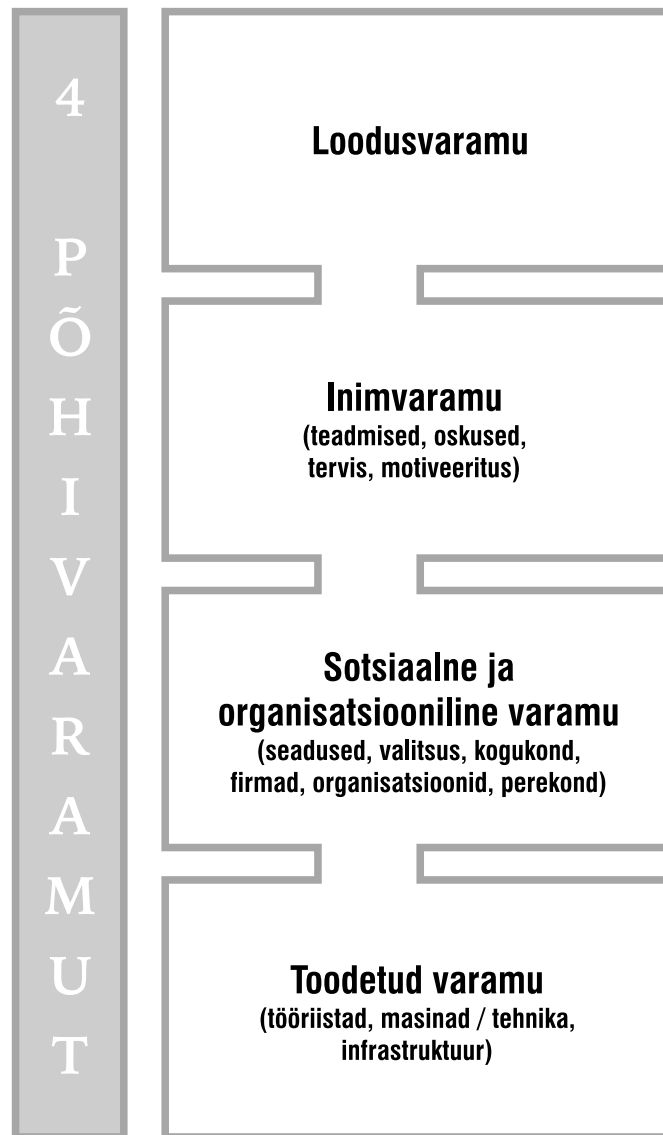 4 PÕHIVARAMUT
Loodusvaramu
Inimvaramu
(teadmised, oskused,
tervis, motiveeritus)
Sotsiaalne ja
organisatsiooniline varamu
(seadused, valitsus, kogukond,
firmad, organisatsioonid, perekond)
Toodetud varamu
(tööriistad, masinad / tehnika,
infrastruktuur)